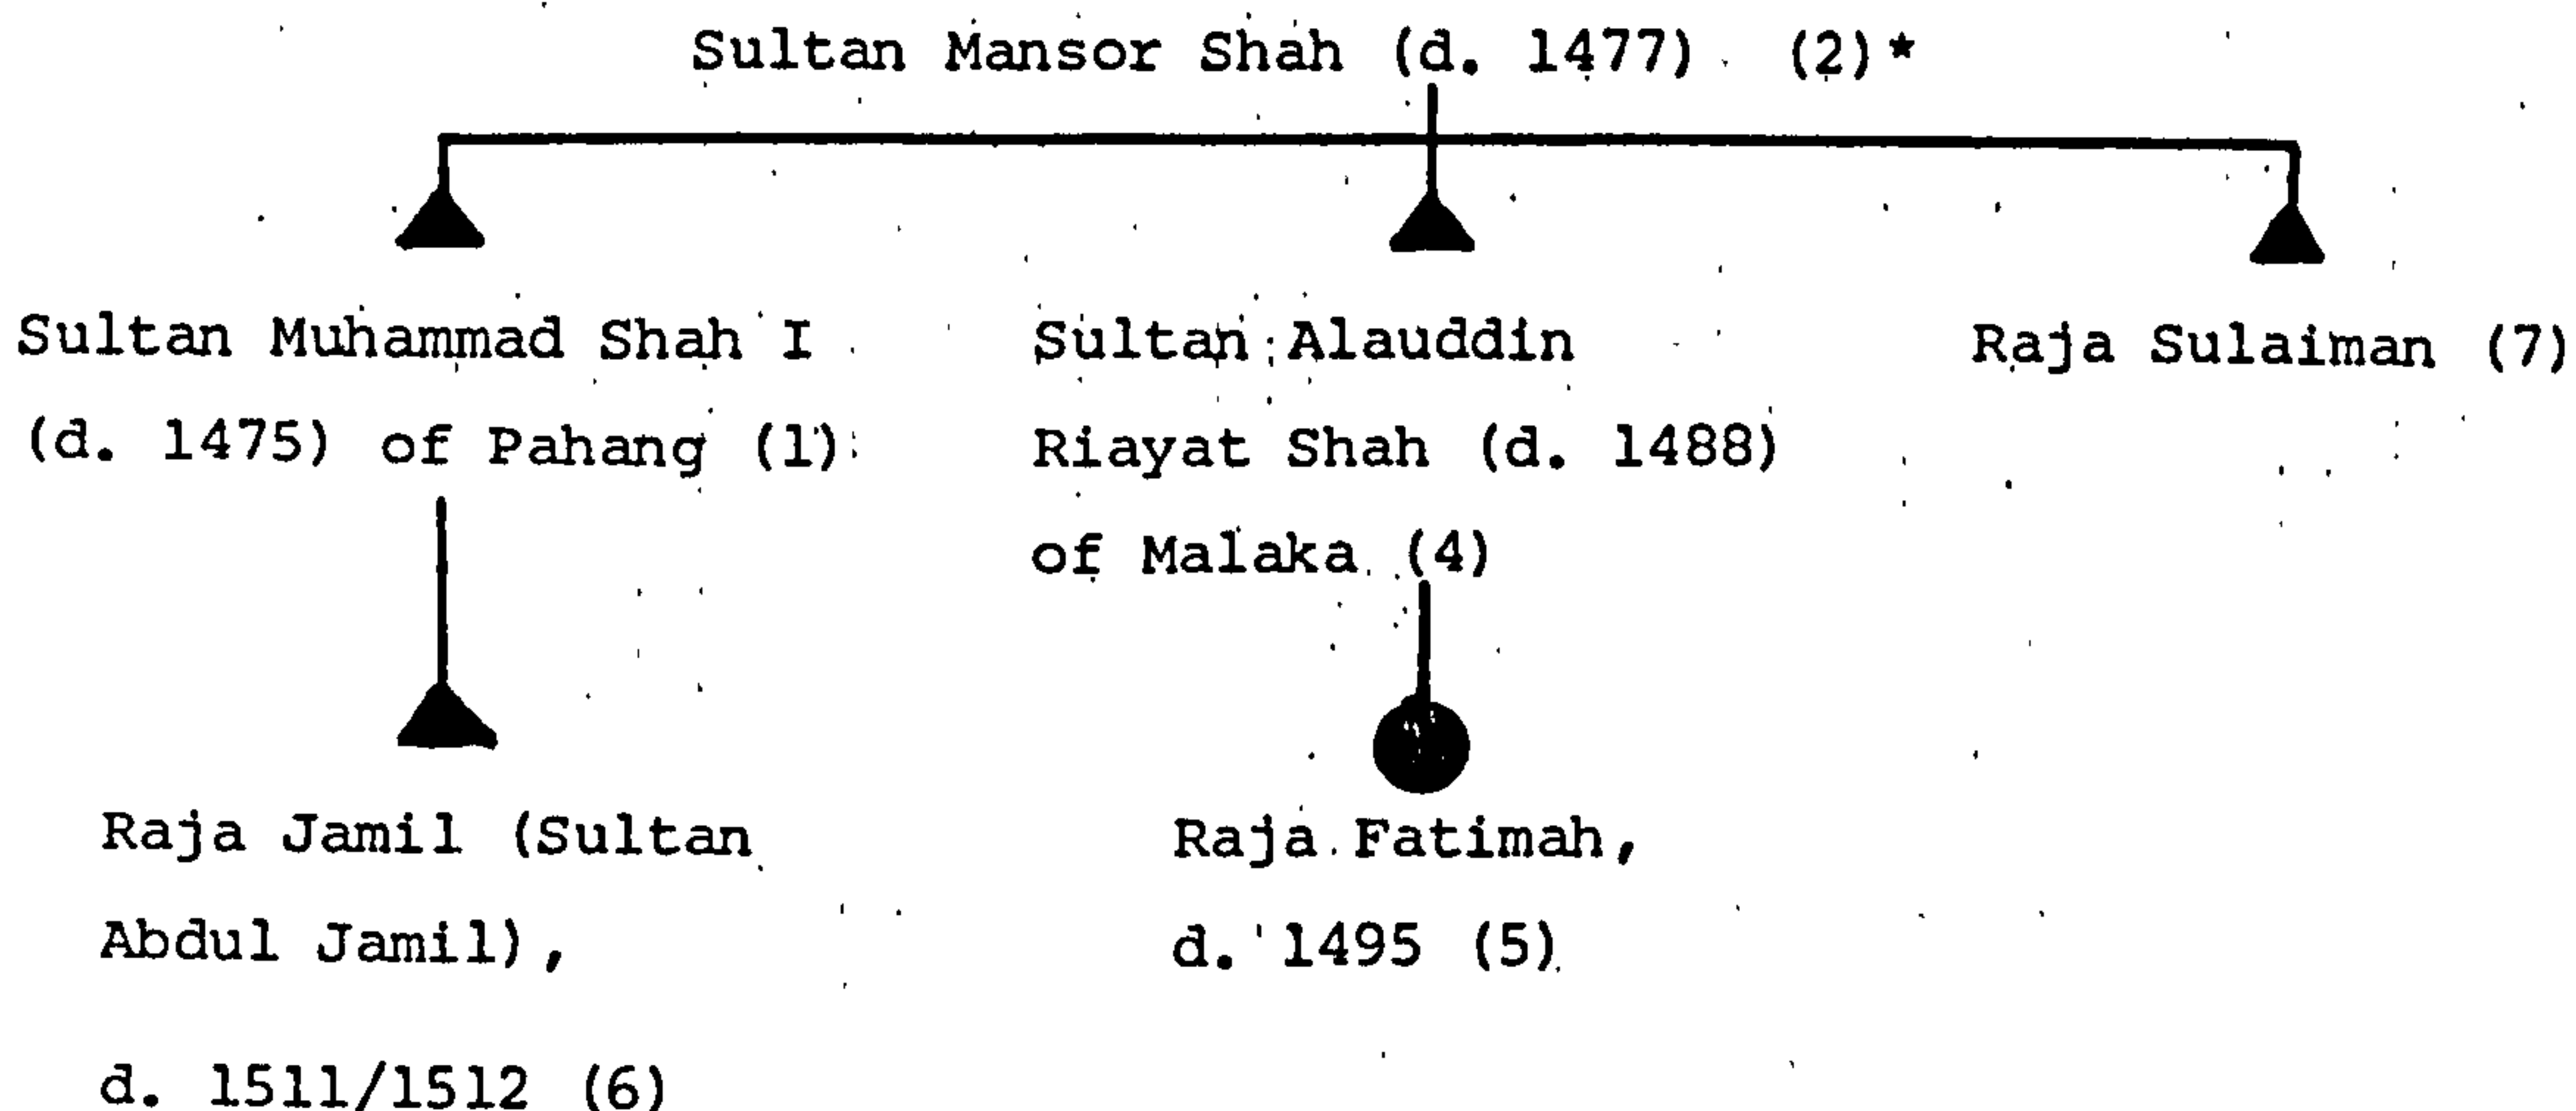 Sultan Mansor Shah (d. 1477) (2)*
Sultan Muhammad Shah I
(d. 1475) of Pahang (1)
Sultan Alauddin
Riayat Shah (d. 1488)
of Malaka (4)
Raja Sulaiman (7)
Raja Jamil (Sultan
Abdul Jamil),
d. 1511/1512 (6)
Raja Fatimah,
d. 1495 (5)